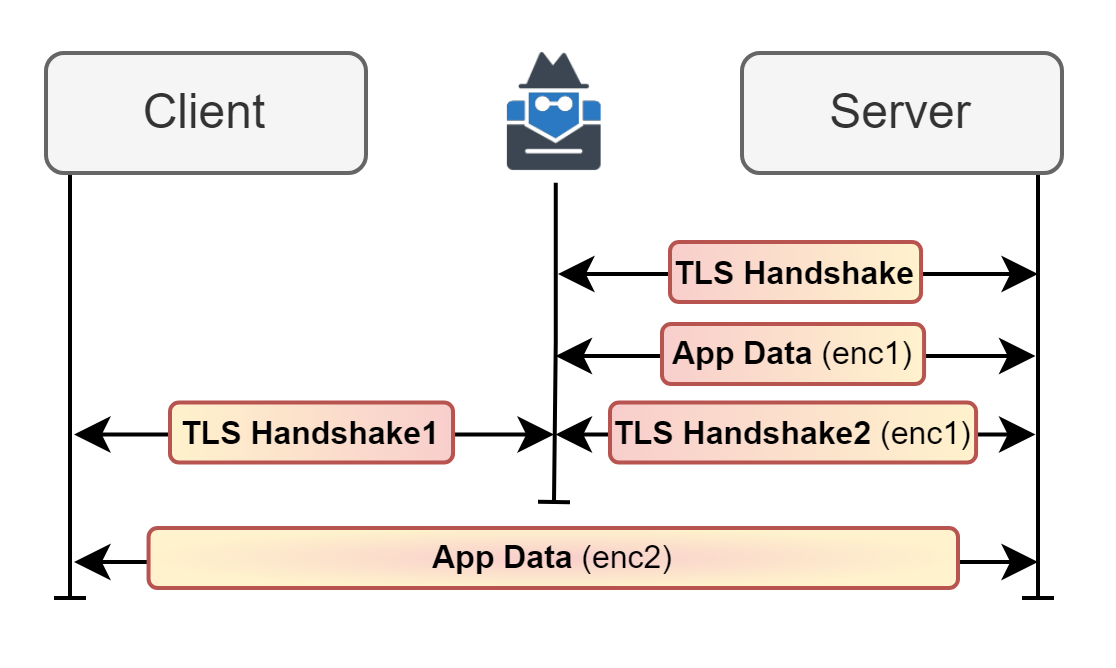 Client
Server
TLS Handshake
App Data (enc1)
TLS Handshake1
TLS Handshake2 (enc1)
App Data (enc2)